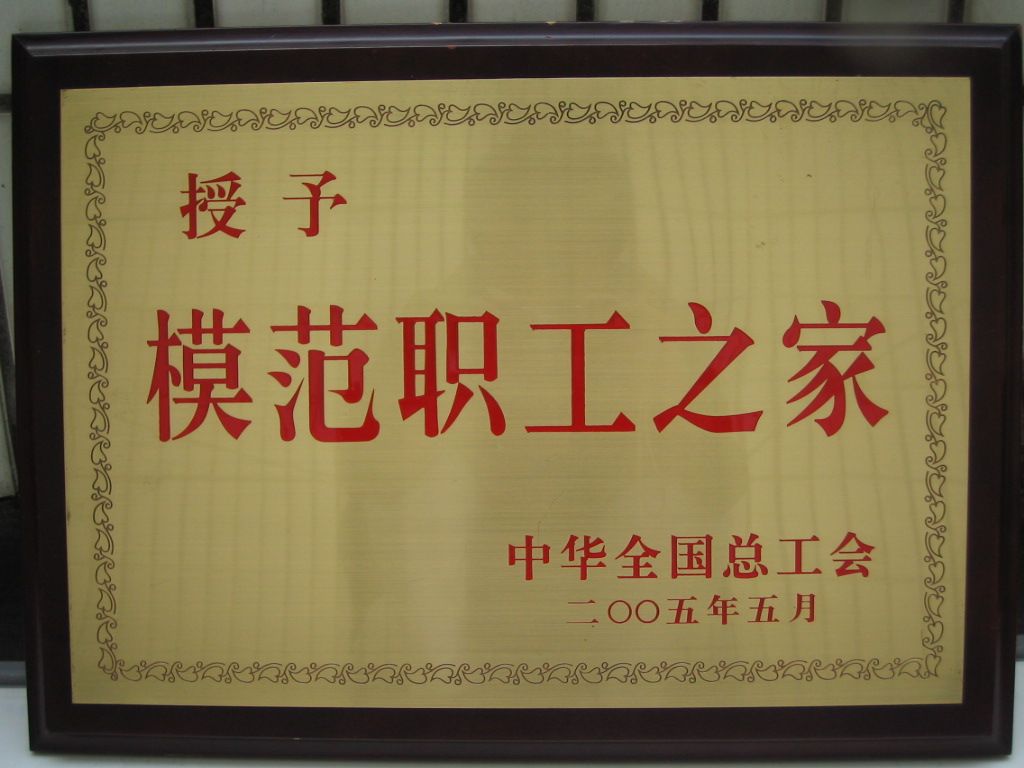 授予
模范职工之家
中华全国总工会
二〇〇五年五月